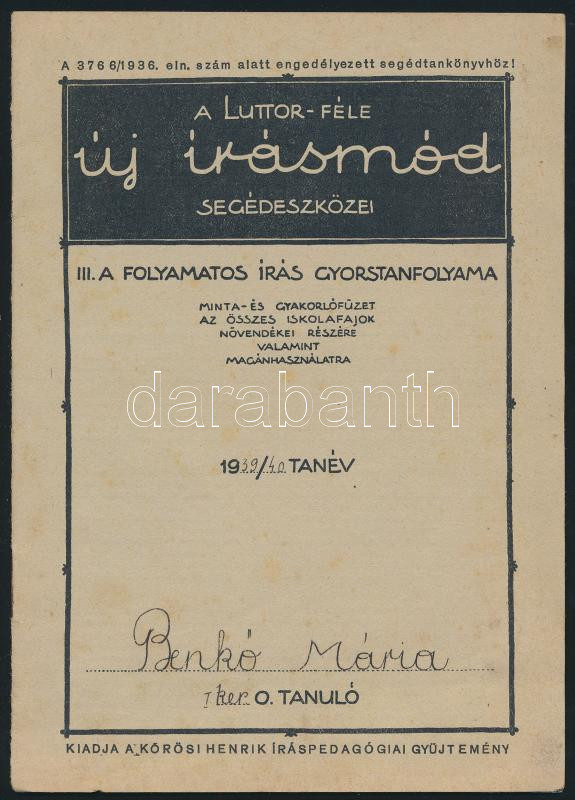 A 3766/1936. eln. szám alatt engedélyezett segédtankönyvhöz!
A LUTTOR-FÉLE
új írásmód
SEGÉDESZKÖZEI
III. A FOLYAMATOS ÍRÁS GYORSTANFOLYAMA
MINTA- ÉS GYAKORLÓFÜZET
AZ ÖSSZES ISKOLAFAJOK
NÖVENDÉKEI RÉSZÉRE
VALAMINT
MAGÁNHASZNÁLATRA
darabanth
1939/40 TANÉV
Benkő Mária
I ker. O. TANULÓ
KIADJA A KŐRÖSI HENRIK ÍRÁSPEDAGÓGIAI GYŰJTEMÉNY